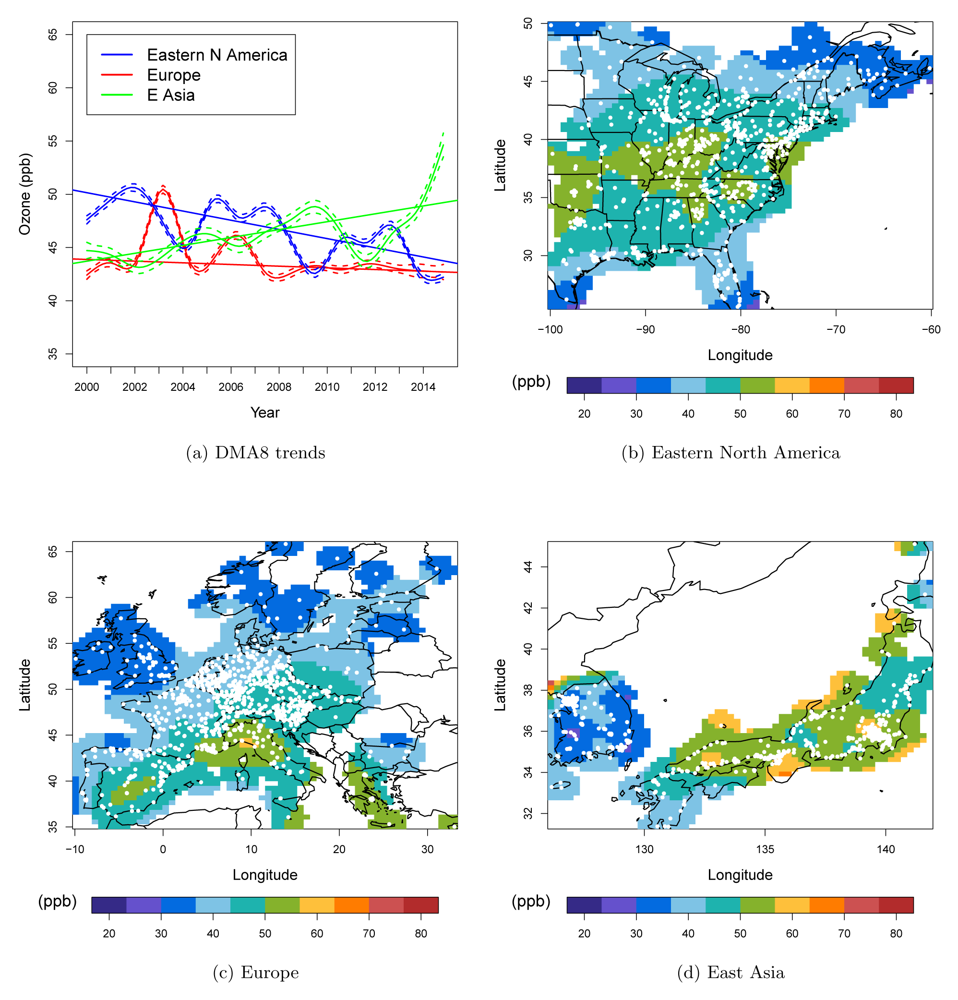 Eastern N America
Europe
E Asia
65
60
55
50
45
40
35
Ozone (ppb)
2000 2002 2004 2006 2008 2010 2012 2014
Year
(a) DMA8 trends
50
45
40
35
30
Latitude
−100 −90 −80 −70 −60
Longitude
(ppb)
20 30 40 50 60 70 80
(b) Eastern North America
65
60
55
50
45
40
35
Latitude
−10 0 10 20 30
Longitude
(ppb)
20 30 40 50 60 70 80
(c) Europe
44
42
40
38
36
34
32
Latitude
130 135 140
Longitude
(ppb)
20 30 40 50 60 70 80
(d) East Asia